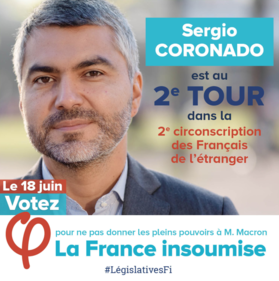 Sergio
CORONADO
est au
2e TOUR
dans la
2e circonscription
des Français
de l'étranger
Le 18 juin
Votez
pour ne pas donner les pleins pouvoirs à M. Macron
φ La France insoumise
#LégislativesFi